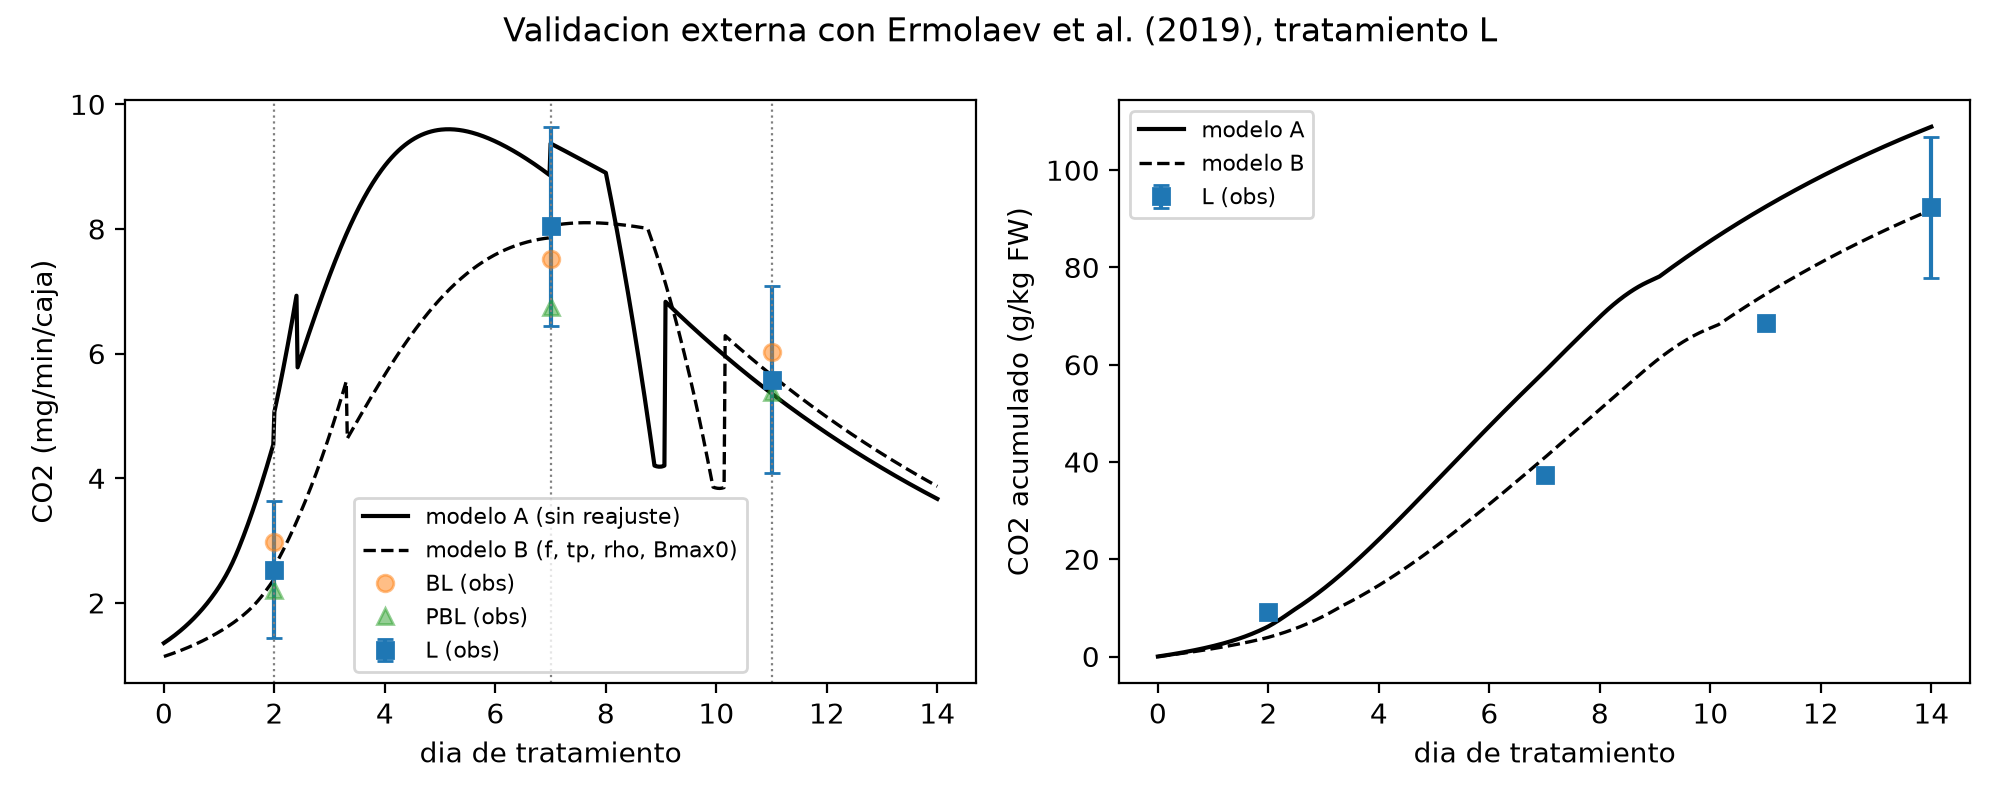 Validacion externa con Ermolaev et al. (2019), tratamiento L
CO2 (mg/min/caja)
10
8
6
4
2
0 2 4 6 8 10 12 14
dia de tratamiento
modelo A (sin reajuste)
modelo B (f, tp, rho, Bmax0)
BL (obs)
PBL (obs)
L (obs)
CO2 acumulado (g/kg FW)
100
80
60
40
20
0
0 2 4 6 8 10 12 14
dia de tratamiento
modelo A
modelo B
L (obs)